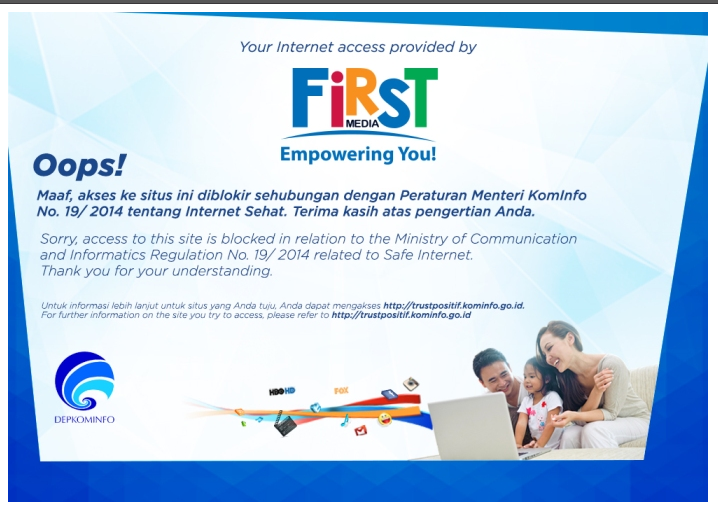 Your Internet access provided by
FiRST
MEDIA
Empowering You!
Oops!
Maaf, akses ke situs ini diblokir sehubungan dengan Peraturan Menteri KomInfo
No. 19/ 2014 tentang Internet Sehat. Terima kasih atas pengertian Anda.
Sorry, access to this site is blocked in relation to the Ministry of Communication
and Informatics Regulation No. 19/ 2014 related to Safe Internet.
Thank you for your understanding.
Untuk informasi lebih lanjut untuk situs yang Anda tuju, Anda dapat mengakses http://trustpositif.kominfo.go.id.
For further information on the site you try to access, please refer to http://trustpositif.kominfo.go.id
HBO HD
FOX
DEPKOMINFO